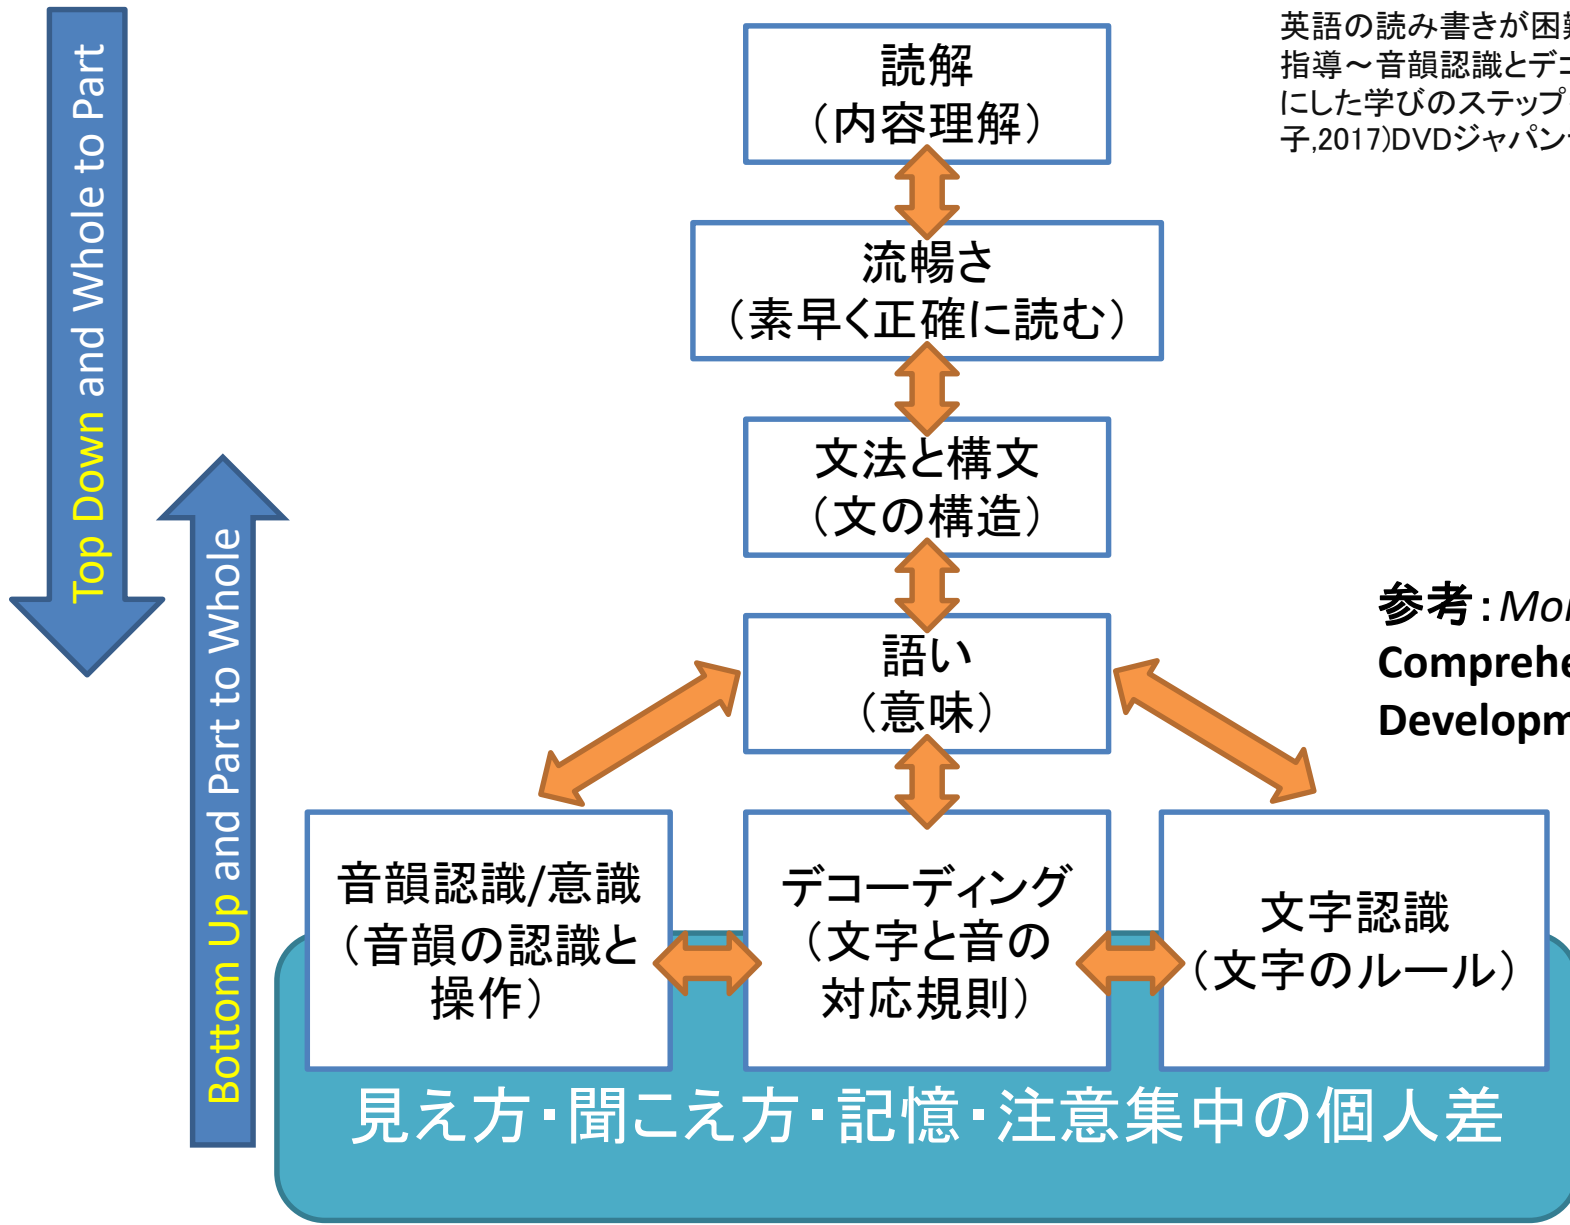 英語の読み書きが困
指導～音韻認識とデコ
にした学びのステップ
子,2017)DVDジャパン
Top Down and Whole to Part
Bottom Up and Part to Whole
読解
（内容理解）
流暢さ
（素早く正確に読む）
文法と構文
（文の構造）
参考：
語い
（意味）
音韻認識/意識
（音韻の認識と
操作）
デコーディング
（文字と音の
対応規則）
文字認識
（文字のルール）
見え方・聞こえ方・記憶・注意集中の個人差